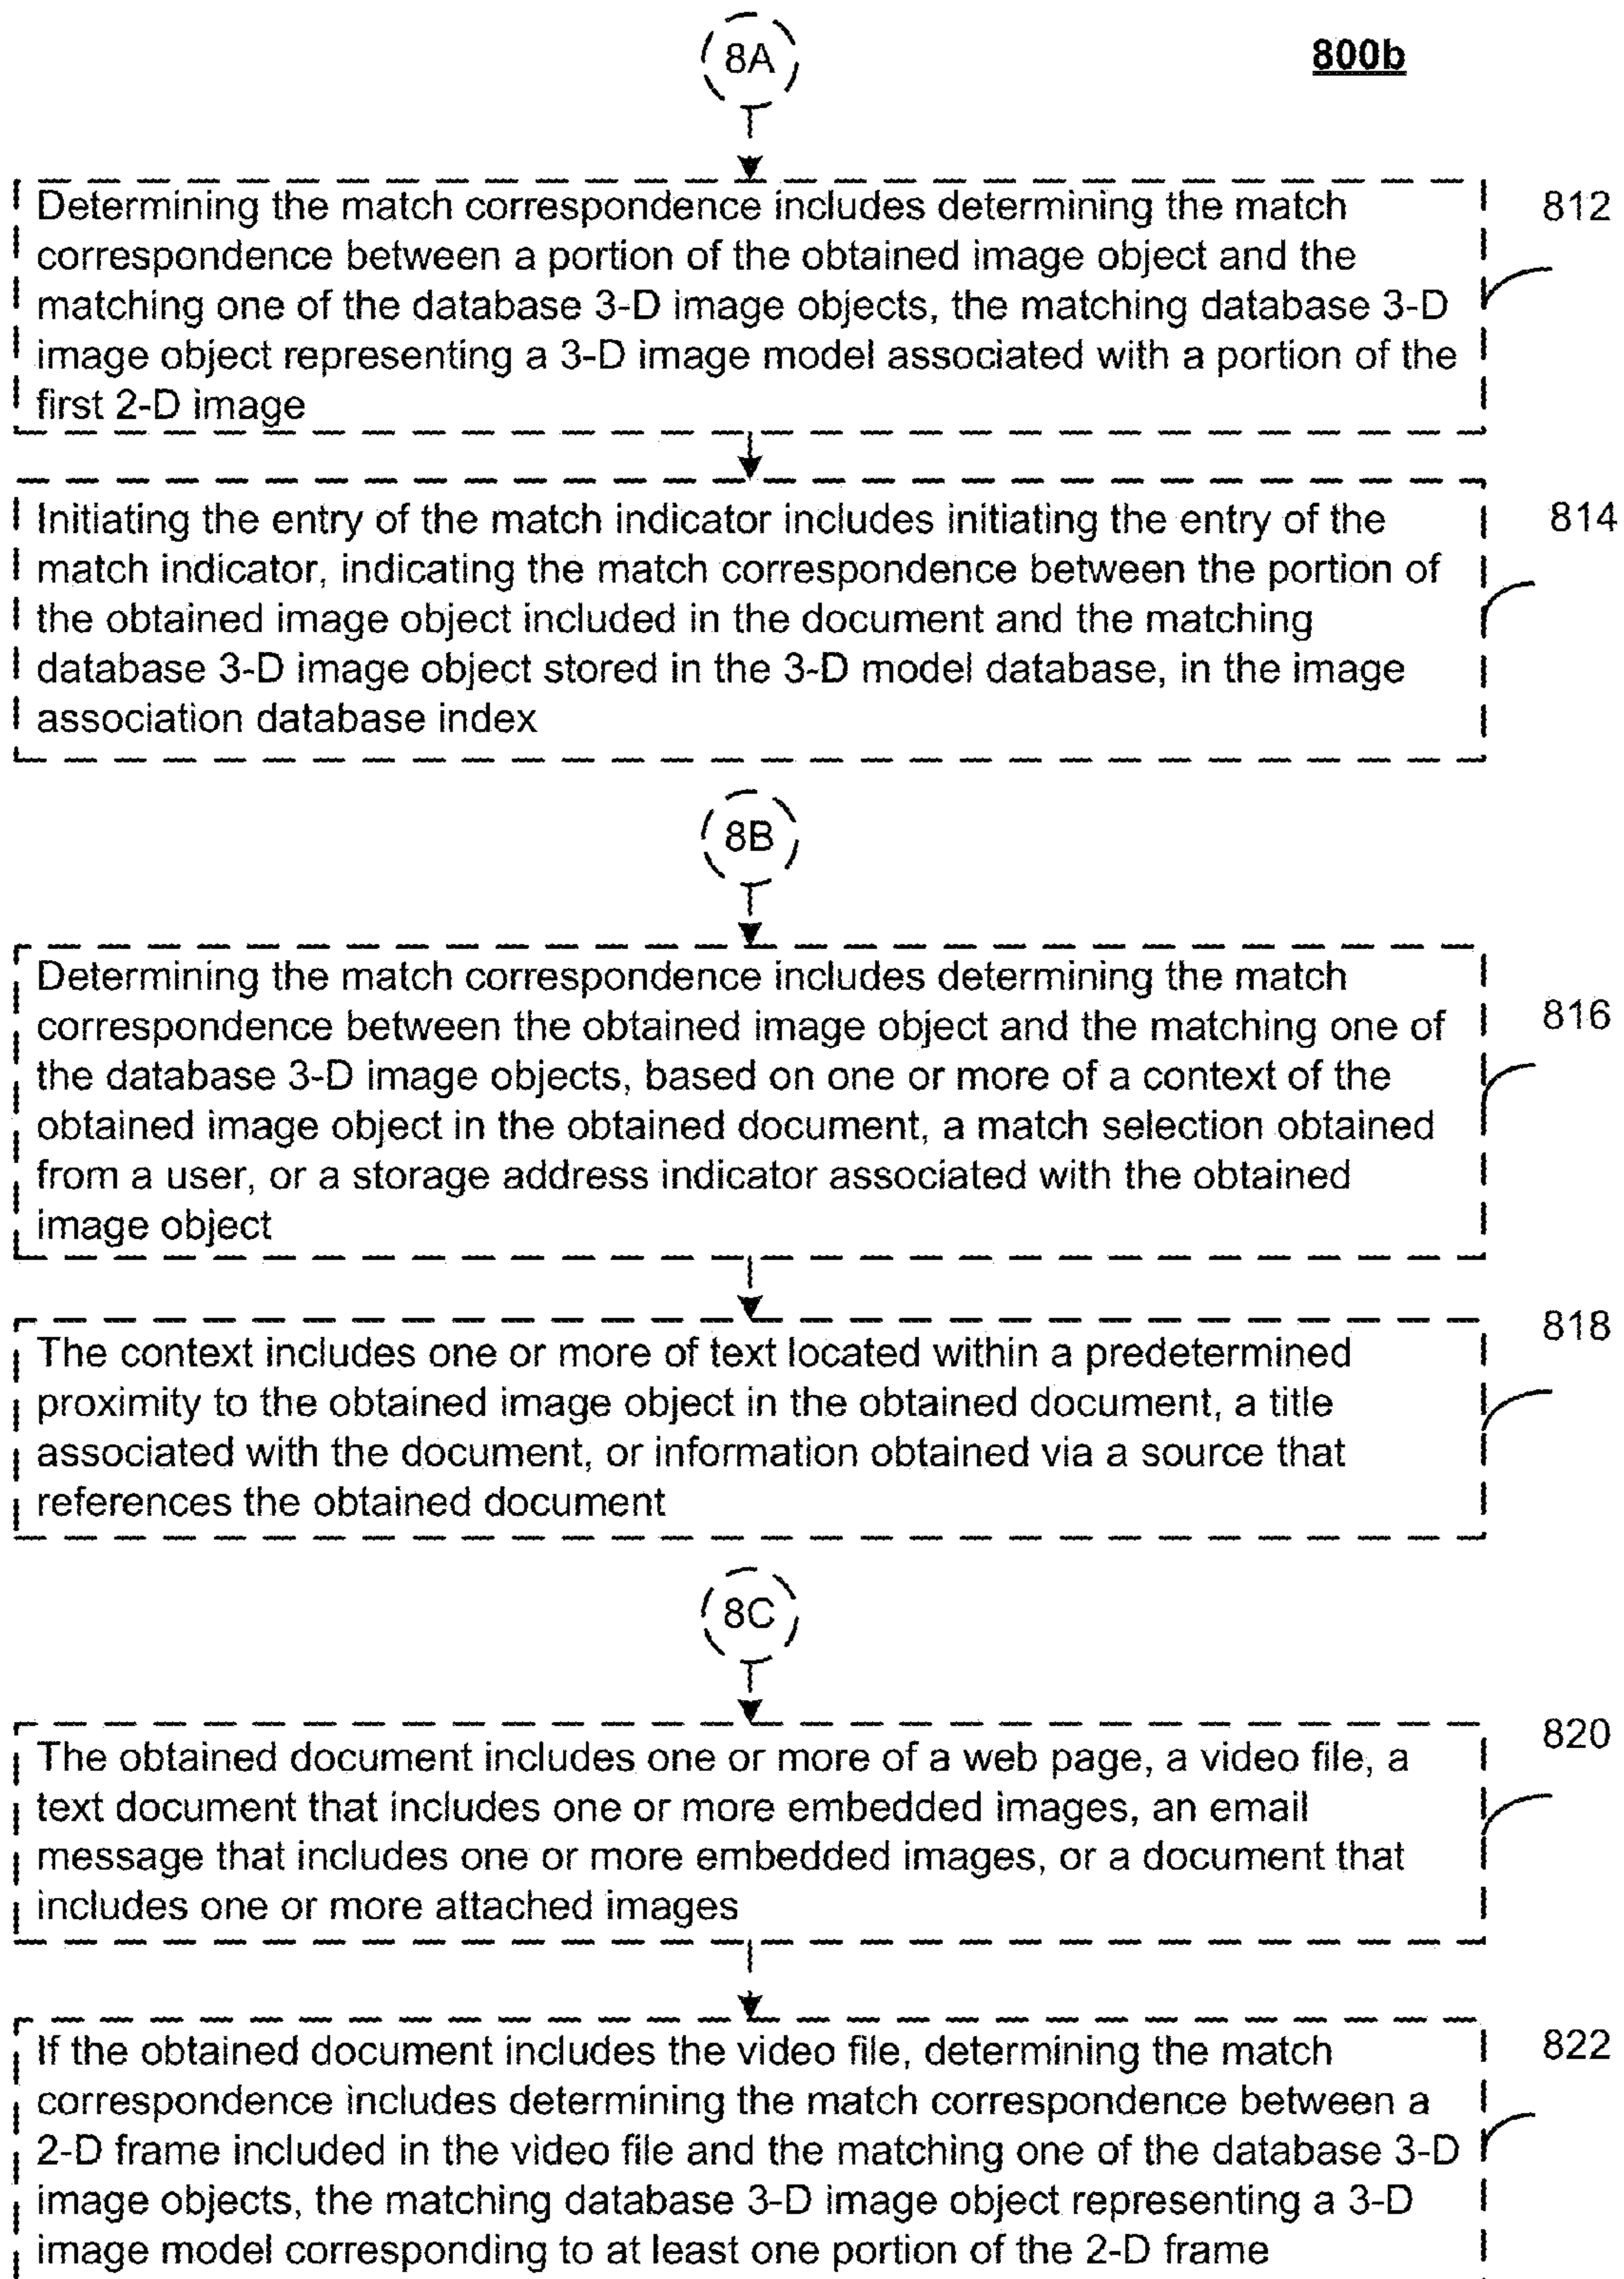 8A
800b
Determining the match correspondence includes determining the match
correspondence between a portion of the obtained image object and the
matching one of the database 3-D image objects, the matching database 3-D
image object representing a 3-D image model associated with a portion of the
first 2-D image
812
Initiating the entry of the match indicator includes initiating the entry of the
match indicator, indicating the match correspondence between the portion of
the obtained image object included in the document and the matching
database 3-D image object stored in the 3-D model database, in the image
association database index
814
8B
Determining the match correspondence includes determining the match
correspondence between the obtained image object and the matching one of
the database 3-D image objects, based on one or more of a context of the
obtained image object in the obtained document, a match selection obtained
from a user, or a storage address indicator associated with the obtained
image object
816
The context includes one or more of text located within a predetermined
proximity to the obtained image object in the obtained document, a title
associated with the document, or information obtained via a source that
references the obtained document
818
8C
The obtained document includes one or more of a web page, a video file, a
text document that includes one or more embedded images, an email
message that includes one or more embedded images, or a document that
includes one or more attached images
820
If the obtained document includes the video file, determining the match
correspondence includes determining the match correspondence between a
2-D frame included in the video file and the matching one of the database 3-D
image objects, the matching database 3-D image object representing a 3-D
image model corresponding to at least one portion of the 2-D frame
822